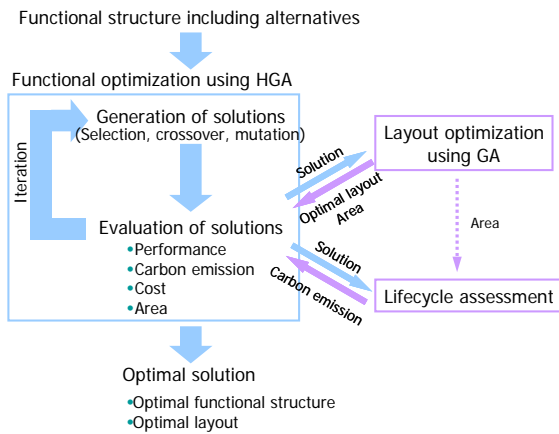 Functional structure including alternatives
Functional optimization using HGA
Generation of solutions
(Selection, crossover, mutation)
Iteration
Evaluation of solutions
•Performance
•Carbon emission
•Cost
•Area
Solution
Optimal layout
Area
Solution
Carbon emission
Layout optimization
using GA
Area
Lifecycle assessment
Optimal solution
•Optimal functional structure
•Optimal layout